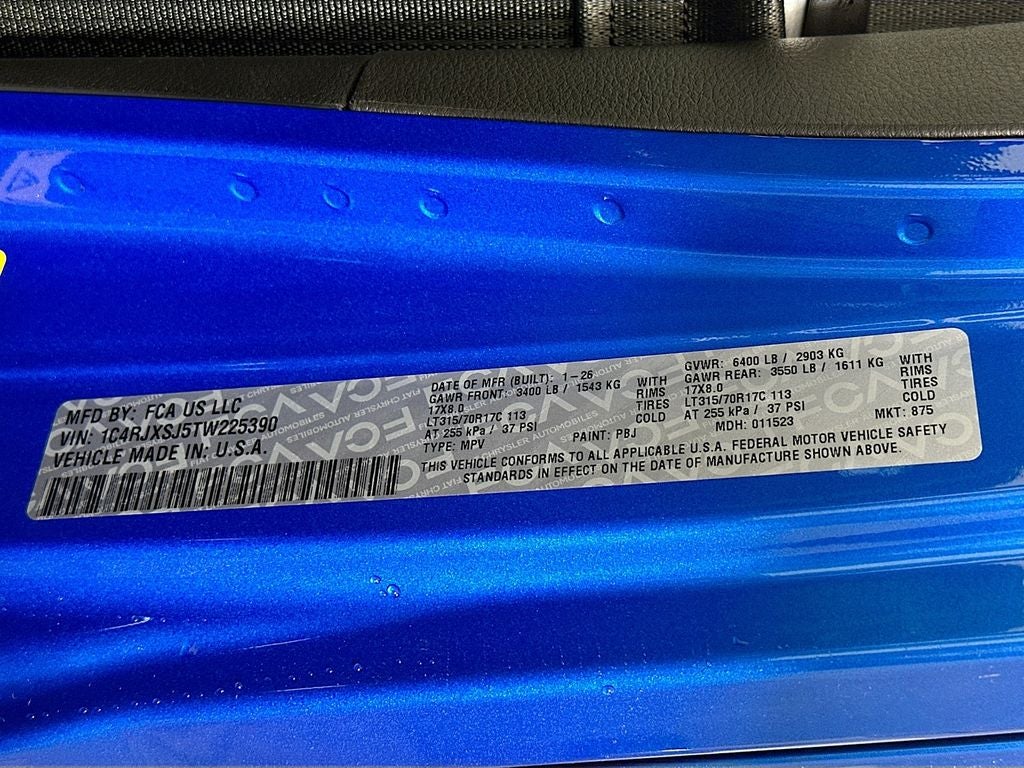 MFD BY: FCA US LLC
VIN: 1C4RJXSJ5TW225390
VEHICLE MADE IN: U.S.A.
DATE OF MFR (BUILT): 1-26
GAWR FRONT: 3400 LB / 1543 KG WITH
17X8.0 RIMS
LT315/70R17C 113 TIRES
AT 255 kPa / 37 PSI COLD
TYPE: MPV PAINT: PBJ
GVWR: 6400 LB / 2903 KG
GAWR REAR: 3550 LB / 1611 KG WITH
17X8.0 RIMS
LT315/70R17C 113 TIRES
AT 255 kPa / 37 PSI COLD
MDH: 011523 MKT: 875
THIS VEHICLE CONFORMS TO ALL APPLICABLE U.S.A. FEDERAL MOTOR VEHICLE SAFETY
STANDARDS IN EFFECT ON THE DATE OF MANUFACTURE SHOWN ABOVE.